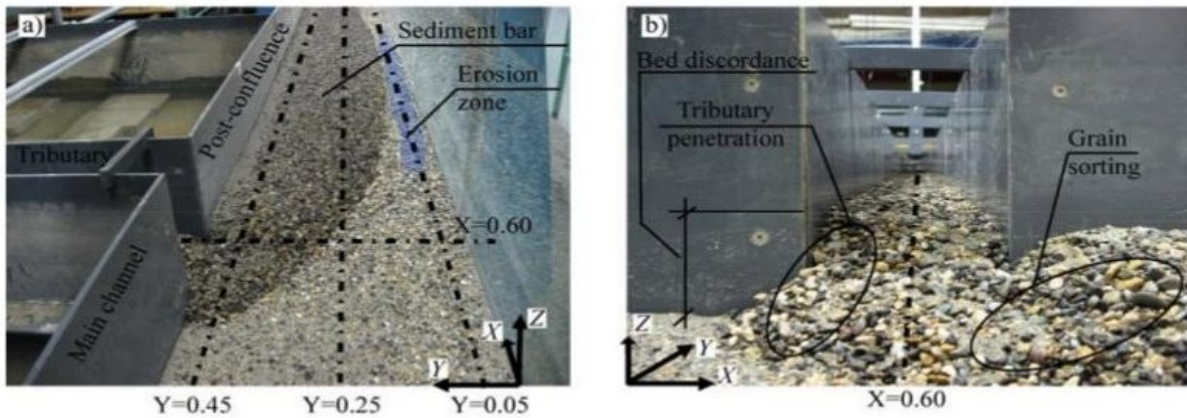 a)
Post-confluence
Sediment bar
Erosion
zone
Tributary
X=0.60
Main channel
Z
X
Y
Y=0.45
Y=0.25
Y=0.05
b)
Bed discordance
Tributary
penetration
Grain
sorting
Z
Y
X
X=0.60